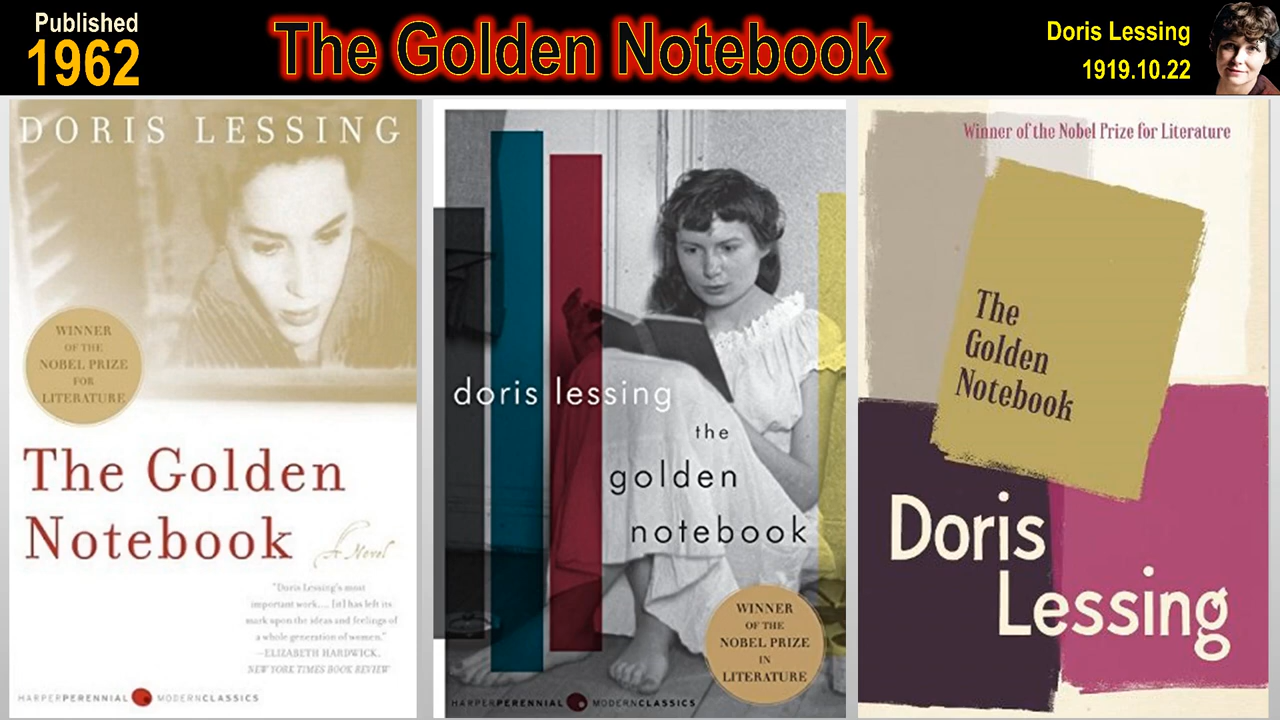 Published
1962
The Golden Notebook
Doris Lessing
1919.10.22
DORIS LESSING
WINNER
OF THE
NOBEL PRIZE
FOR
LITERATURE
The Golden
Notebook
A Novel
"Doris Lessing's most
important work.... [It] has left its
mark upon the ideas and feelings of
a whole generation of women."
—ELIZABETH HARDWICK,
NEW YORK TIMES BOOK REVIEW
HARPERPERENNIAL MODERNCLASSICS
doris lessing
the
golden
notebook
WINNER
OF THE
NOBEL PRIZE
IN
LITERATURE
HARPERPERENNIAL MODERNCLASSICS
Winner of the Nobel Prize for Literature
The
Golden
Notebook
Doris
Lessing